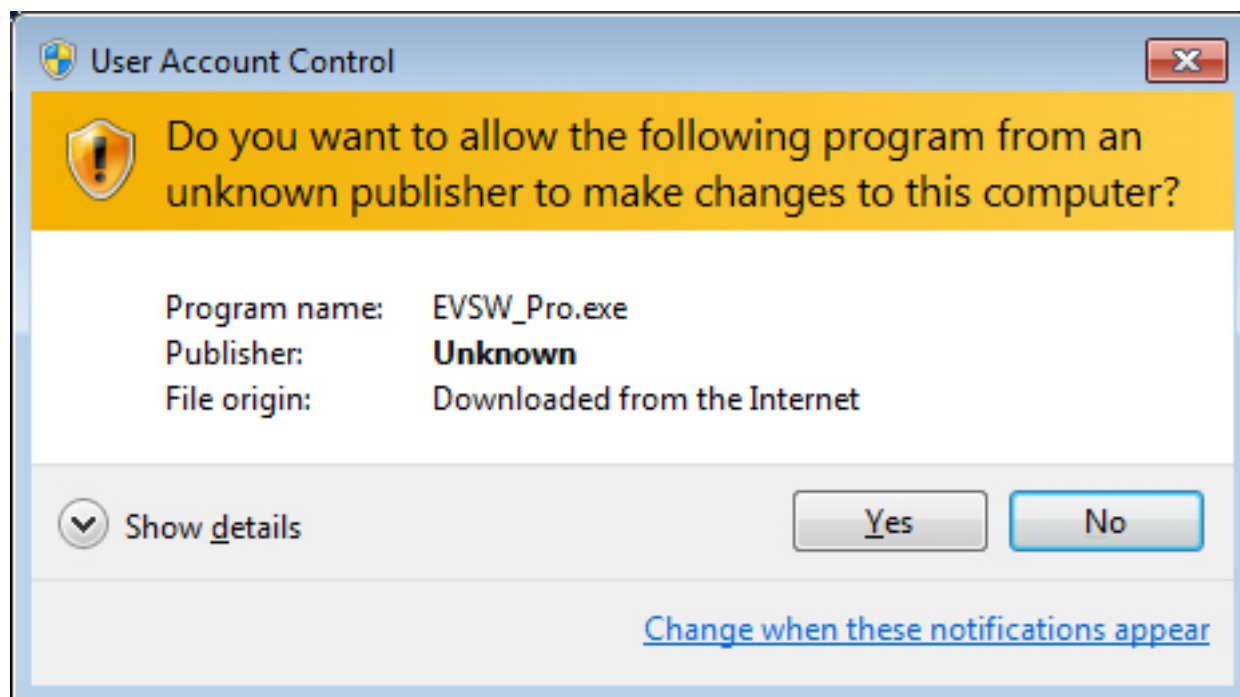 User Account Control
Do you want to allow the following program from an
unknown publisher to make changes to this computer?
Program name: EVSW_Pro.exe
Publisher: Unknown
File origin: Downloaded from the Internet
Show details
Yes
No
Change when these notifications appear